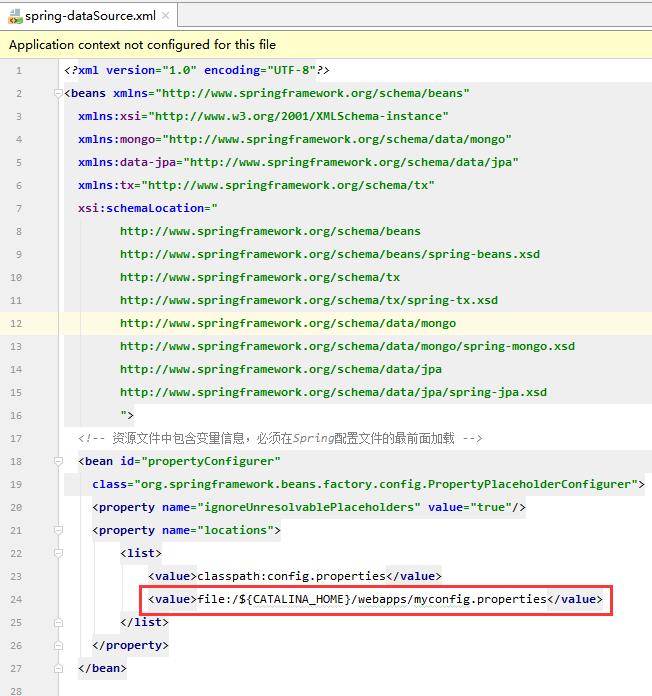 spring-dataSource.xml
Application context not configured for this file
1 <?xml version="1.0" encoding="UTF-8"?>
2 <beans xmlns="http://www.springframework.org/schema/beans"
3 xmlns:xsi="http://www.w3.org/2001/XMLSchema-instance"
4 xmlns:mongo="http://www.springframework.org/schema/data/mongo"
5 xmlns:data-jpa="http://www.springframework.org/schema/data/jpa"
6 xmlns:tx="http://www.springframework.org/schema/tx"
7 xsi:schemaLocation="
8 http://www.springframework.org/schema/beans
9 http://www.springframework.org/schema/beans/spring-beans.xsd
10 http://www.springframework.org/schema/tx
11 http://www.springframework.org/schema/tx/spring-tx.xsd
12 http://www.springframework.org/schema/data/mongo
13 http://www.springframework.org/schema/data/mongo/spring-mongo.xsd
14 http://www.springframework.org/schema/data/jpa
15 http://www.springframework.org/schema/data/jpa/spring-jpa.xsd
16 ">
17 <!-- 资源文件中包含变量信息，必须在Spring配置文件的最前面加载 -->
18 <bean id="propertyConfigurer"
19 class="org.springframework.beans.factory.config.PropertyPlaceholderConfigurer">
20 <property name="ignoreUnresolvablePlaceholders" value="true"/>
21 <property name="locations">
22 <list>
23 <value>classpath:config.properties</value>
24 <value>file:/${CATALINA_HOME}/webapps/myconfig.properties</value>
25 </list>
26 </property>
27 </bean>
28